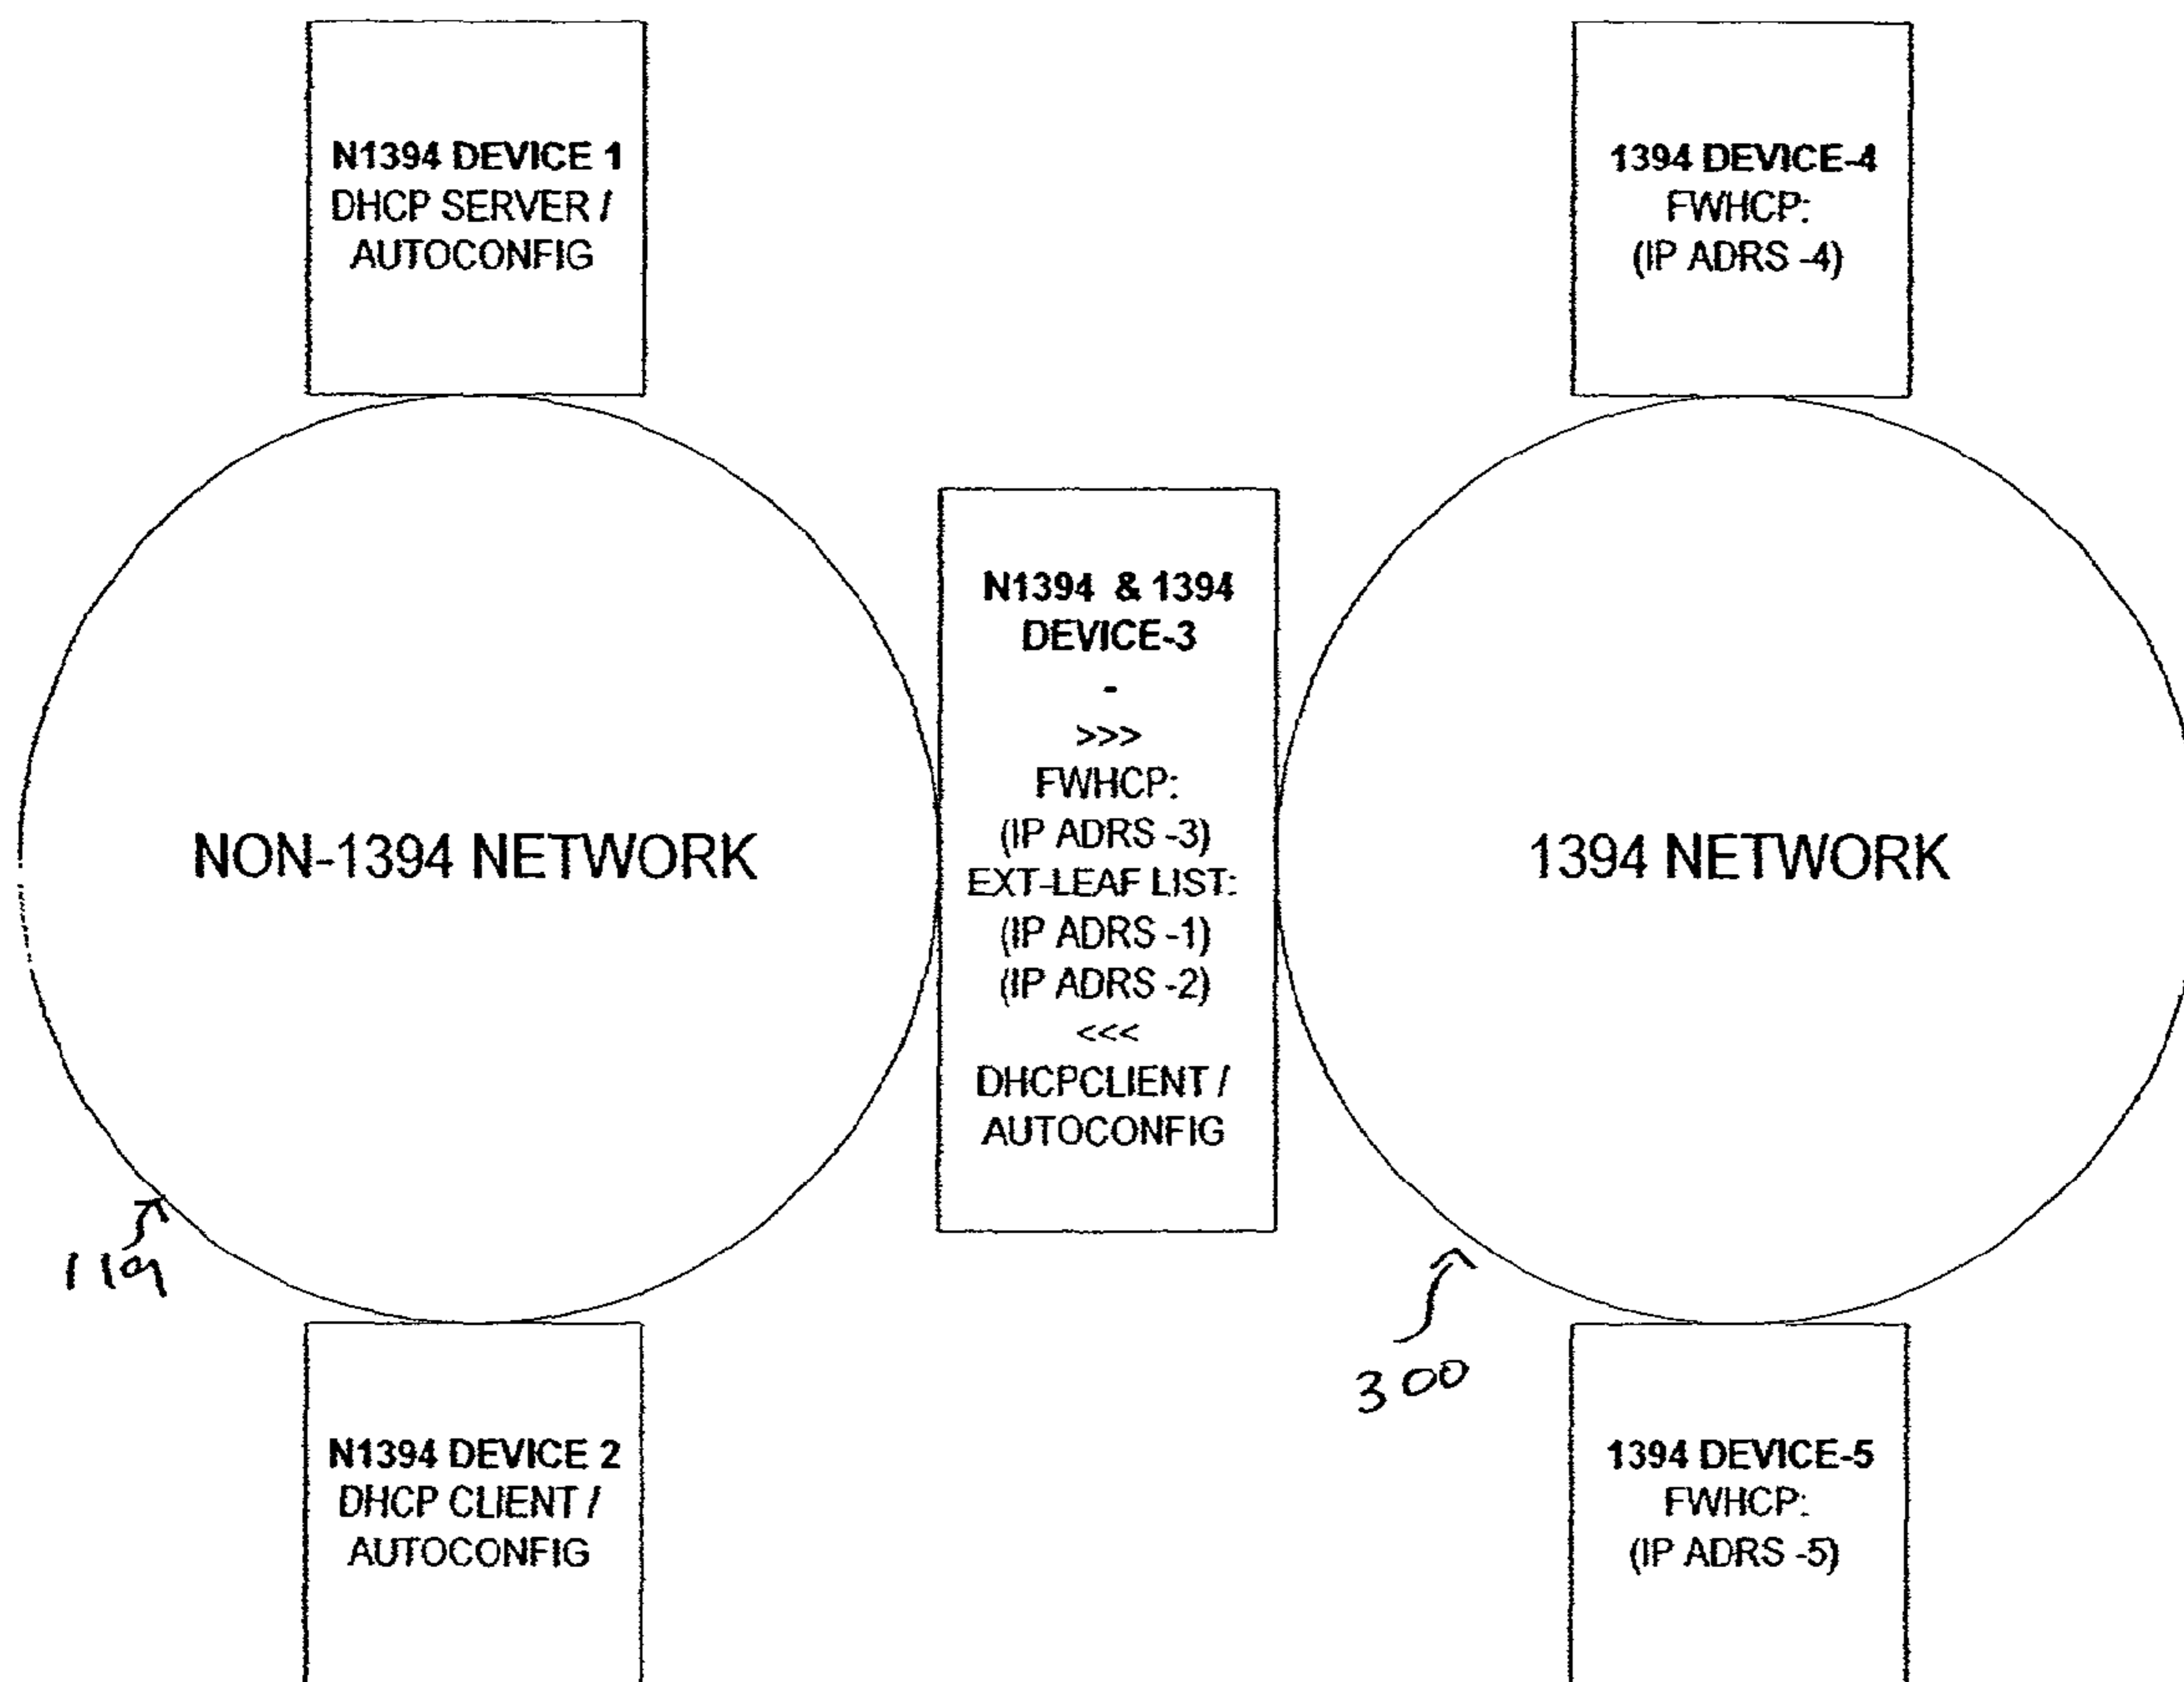 N1394 DEVICE 1
DHCP SERVER /
AUTOCONFIG
1394 DEVICE-4
FWHCP:
(IP ADRS -4)
NON-1394 NETWORK
N1394 & 1394
DEVICE-3
-
>>>
FWHCP:
(IP ADRS -3)
EXT-LEAF LIST:
(IP ADRS -1)
(IP ADRS -2)
<<<
DHCPCLIENT /
AUTOCONFIG
1394 NETWORK
119
300
N1394 DEVICE 2
DHCP CLIENT /
AUTOCONFIG
1394 DEVICE-5
FWHCP:
(IP ADRS -5)